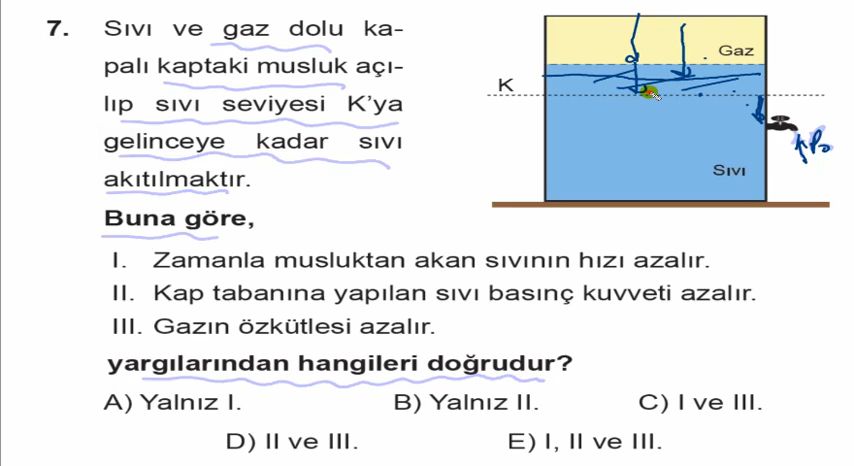 7. Sıvı ve gaz dolu ka-
palı kaptaki musluk açı-
lıp sıvı seviyesi K'ya
gelinceye kadar sıvı
akıtılmaktır.
Buna göre,
Gaz
K
Sıvı
P₀
I. Zamanla musluktan akan sıvının hızı azalır.
II. Kap tabanına yapılan sıvı basınç kuvveti azalır.
III. Gazın özkütlesi azalır.
yargılarından hangileri doğrudur?
A) Yalnız I. B) Yalnız II. C) I ve III.
D) II ve III. E) I, II ve III.